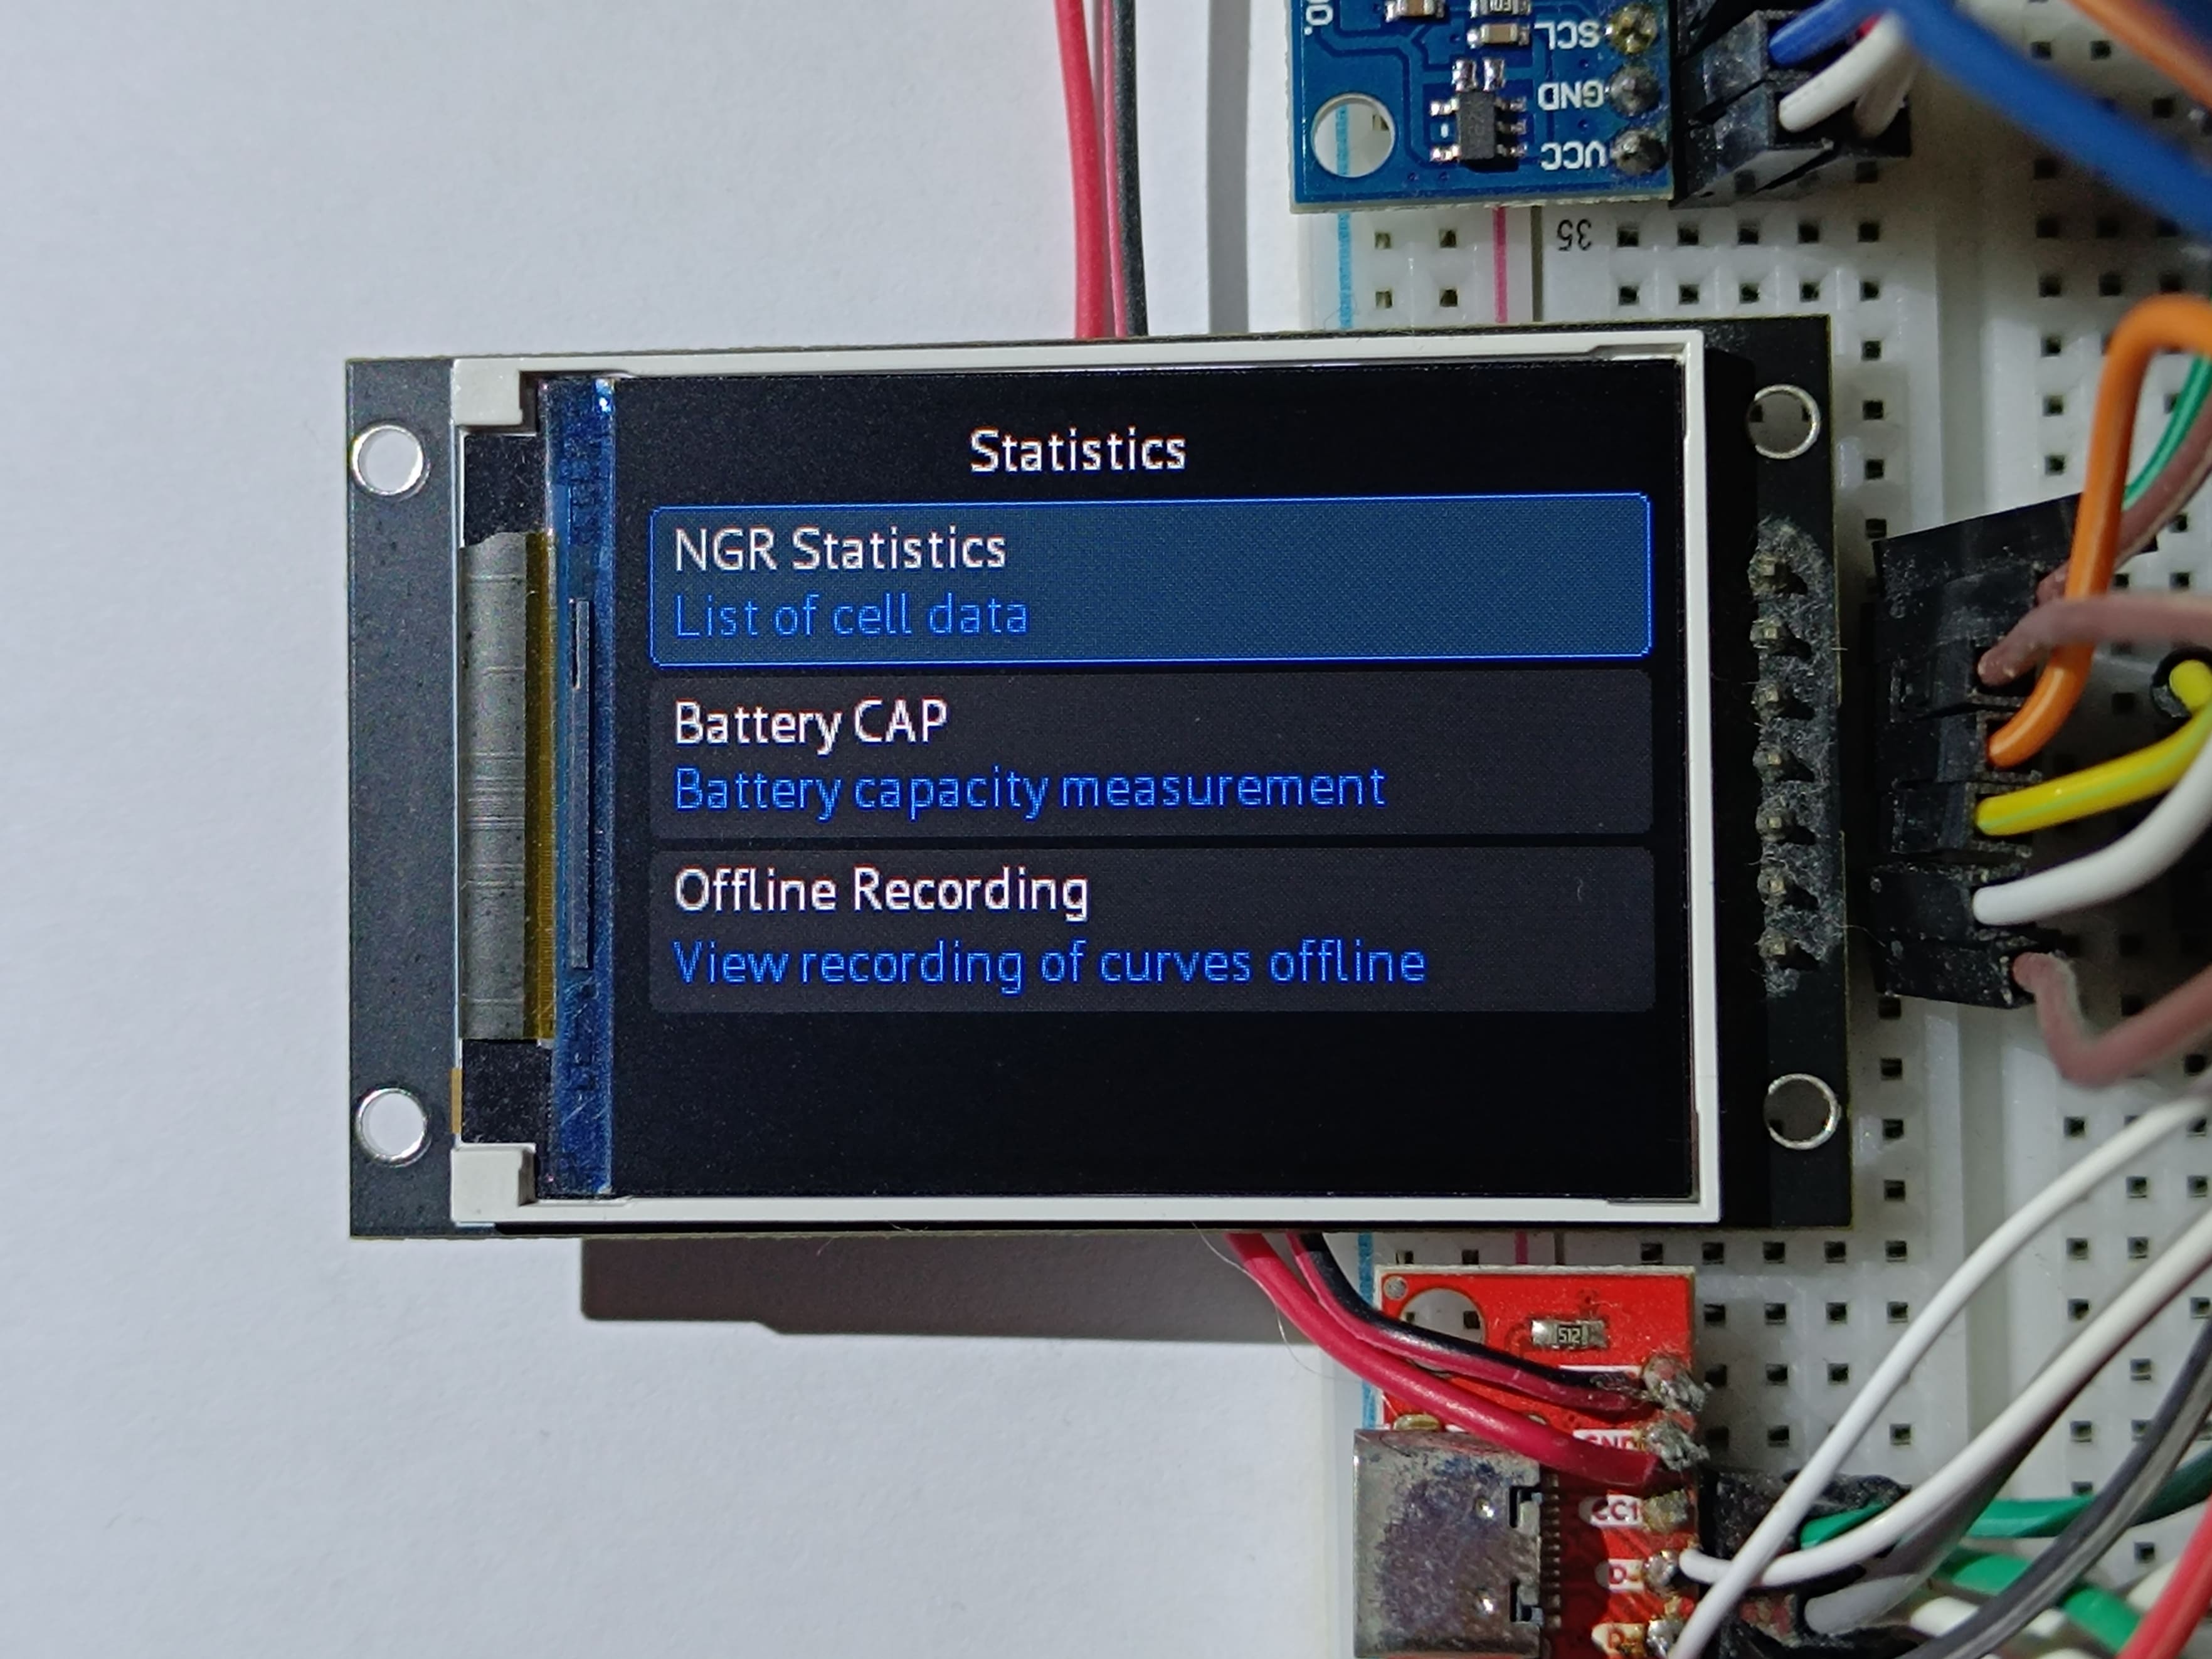 SCL
GND
VCC
35
Statistics
NGR Statistics
List of cell data
Battery CAP
Battery capacity measurement
Offline Recording
View recording of curves offline
512
GND
CC1